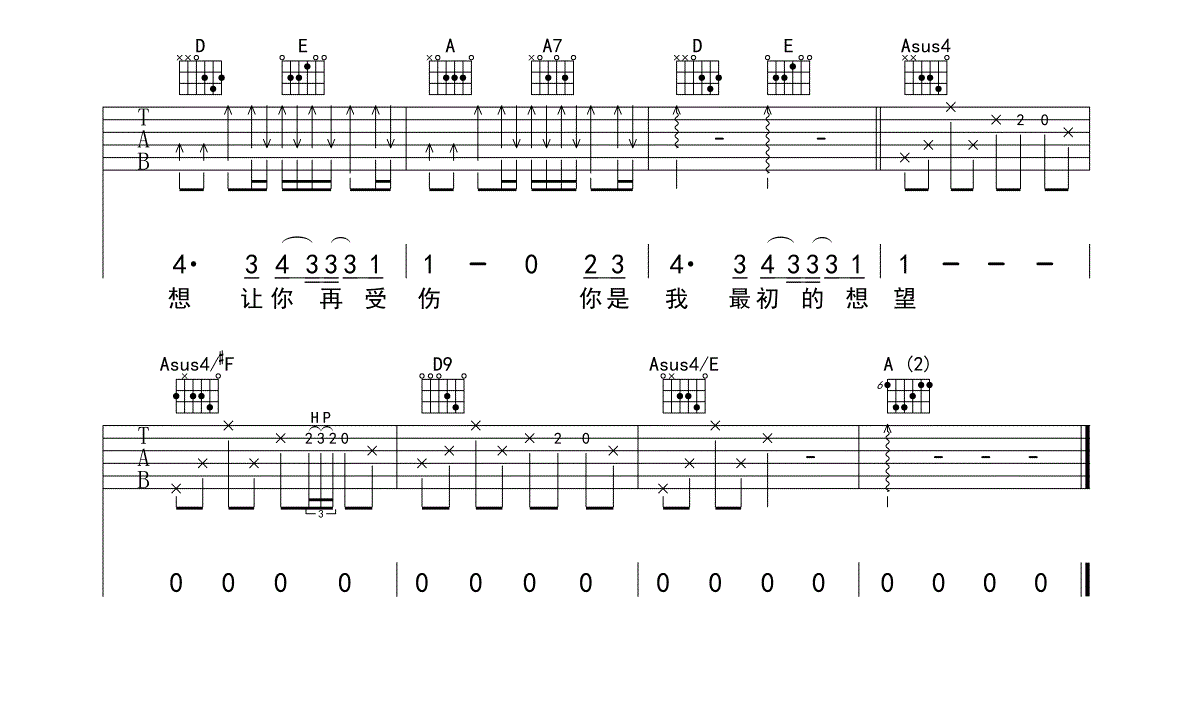 D E A A7 D E Asus4
T 2 0
A - -
B
4· 3 4 3 3 3 1 1 – 0 2 3 4· 3 4 3 3 3 1 1 – – –
想 让你 再 受 伤 你是 我 最初 的 想 望
Asus4/#F D9 Asus4/E A (2)
6
H P
T 2 3 2 0 2 0
A - - - -
B
3
0 0 0 0 0 0 0 0 0 0 0 0 0 0 0 0